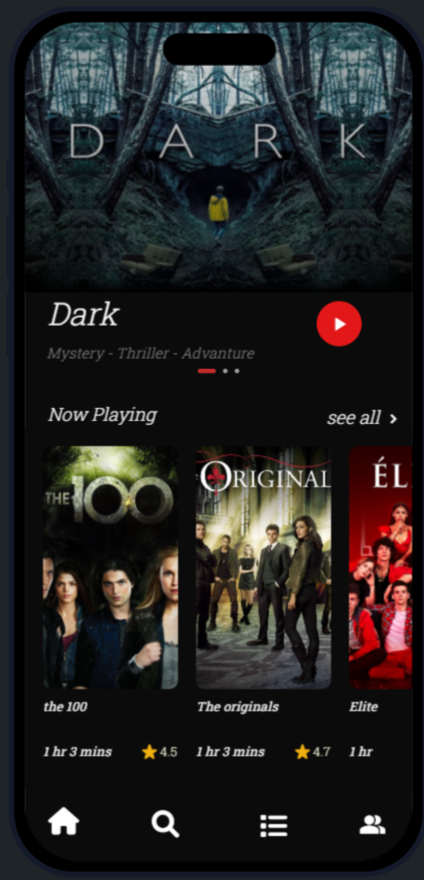 DARK
Dark
Mystery - Thriller - Advanture
Now Playing
see all
THE 100
ORIGINAL
ÉL
the 100
The originals
Elite
1 hr 3 mins 4.5
1 hr 3 mins 4.7
1 hr